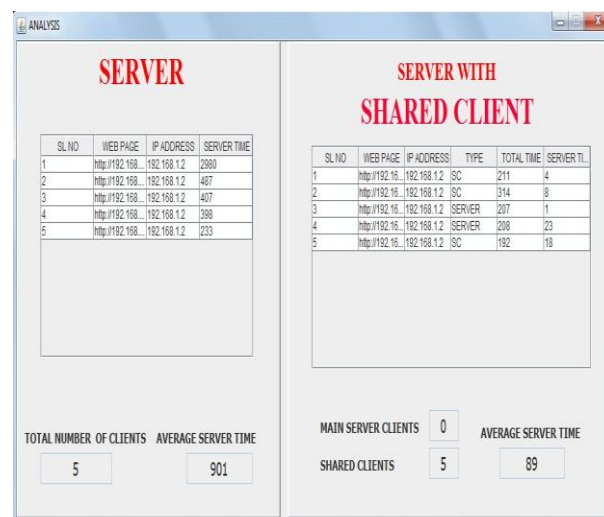 ANALYSIS
SERVER
SL NO WEB PAGE IP ADDRESS SERVER TIME
1 http://192.168... 192.168.1.2 2980
2 http://192.168... 192.168.1.2 487
3 http://192.168... 192.168.1.2 407
4 http://192.168... 192.168.1.2 398
5 http://192.168... 192.168.1.2 233
TOTAL NUMBER OF CLIENTS AVERAGE SERVER TIME
5 901
SERVER WITH
SHARED CLIENT
SL NO WEB PAGE IP ADDRESS TYPE TOTAL TIME SERVER TI...
1 http://192.16... 192.168.1.2 SC 211 4
2 http://192.16... 192.168.1.2 SC 314 8
3 http://192.16... 192.168.1.2 SERVER 207 1
4 http://192.16... 192.168.1.2 SERVER 208 23
5 http://192.16... 192.168.1.2 SC 192 18
MAIN SERVER CLIENTS 0
AVERAGE SERVER TIME
SHARED CLIENTS 5 89